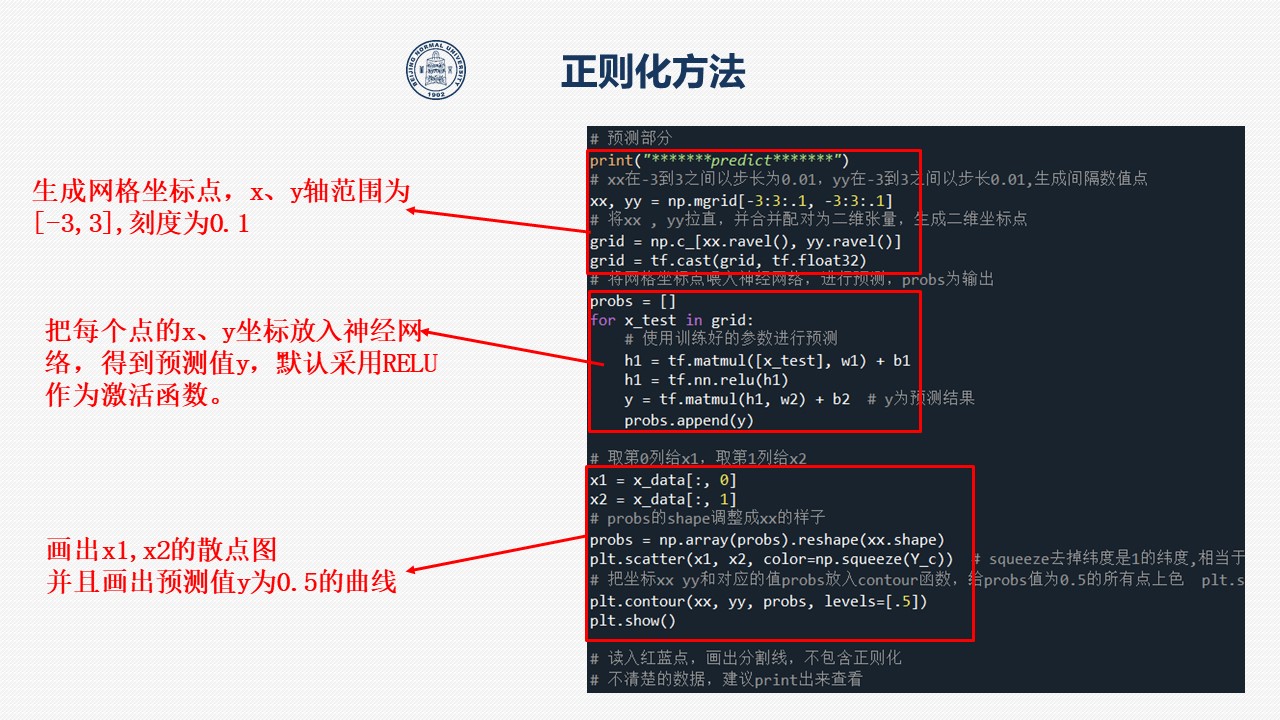 BEIJING NORMAL UNIVERSITY
1902
正则化方法
生成网格坐标点，x、y轴范围为
[-3,3],刻度为0.1
把每个点的x、y坐标放入神经网
络，得到预测值y，默认采用RELU
作为激活函数。
画出x1,x2的散点图
并且画出预测值y为0.5的曲线
# 预测部分
print("*******predict*******")
# xx在-3到3之间以步长为0.01，yy在-3到3之间以步长0.01,生成间隔数值点
xx, yy = np.mgrid[-3:3:.1, -3:3:.1]
# 将xx , yy拉直，并合并配对为二维张量，生成二维坐标点
grid = np.c_[xx.ravel(), yy.ravel()]
grid = tf.cast(grid, tf.float32)
# 将网格坐标点喂入神经网络，进行预测，probs为输出
probs = []
for x_test in grid:
# 使用训练好的参数进行预测
h1 = tf.matmul([x_test], w1) + b1
h1 = tf.nn.relu(h1)
y = tf.matmul(h1, w2) + b2  # y为预测结果
probs.append(y)
# 取第0列给x1，取第1列给x2
x1 = x_data[:, 0]
x2 = x_data[:, 1]
# probs的shape调整成xx的样子
probs = np.array(probs).reshape(xx.shape)
plt.scatter(x1, x2, color=np.squeeze(Y_c))  # squeeze去掉纬度是1的纬度,相当于
# 把坐标xx yy和对应的值probs放入contour函数，给probs值为0.5的所有点上色  plt.s
plt.contour(xx, yy, probs, levels=[.5])
plt.show()
# 读入红蓝点，画出分割线，不包含正则化
# 不清楚的数据，建议print出来查看